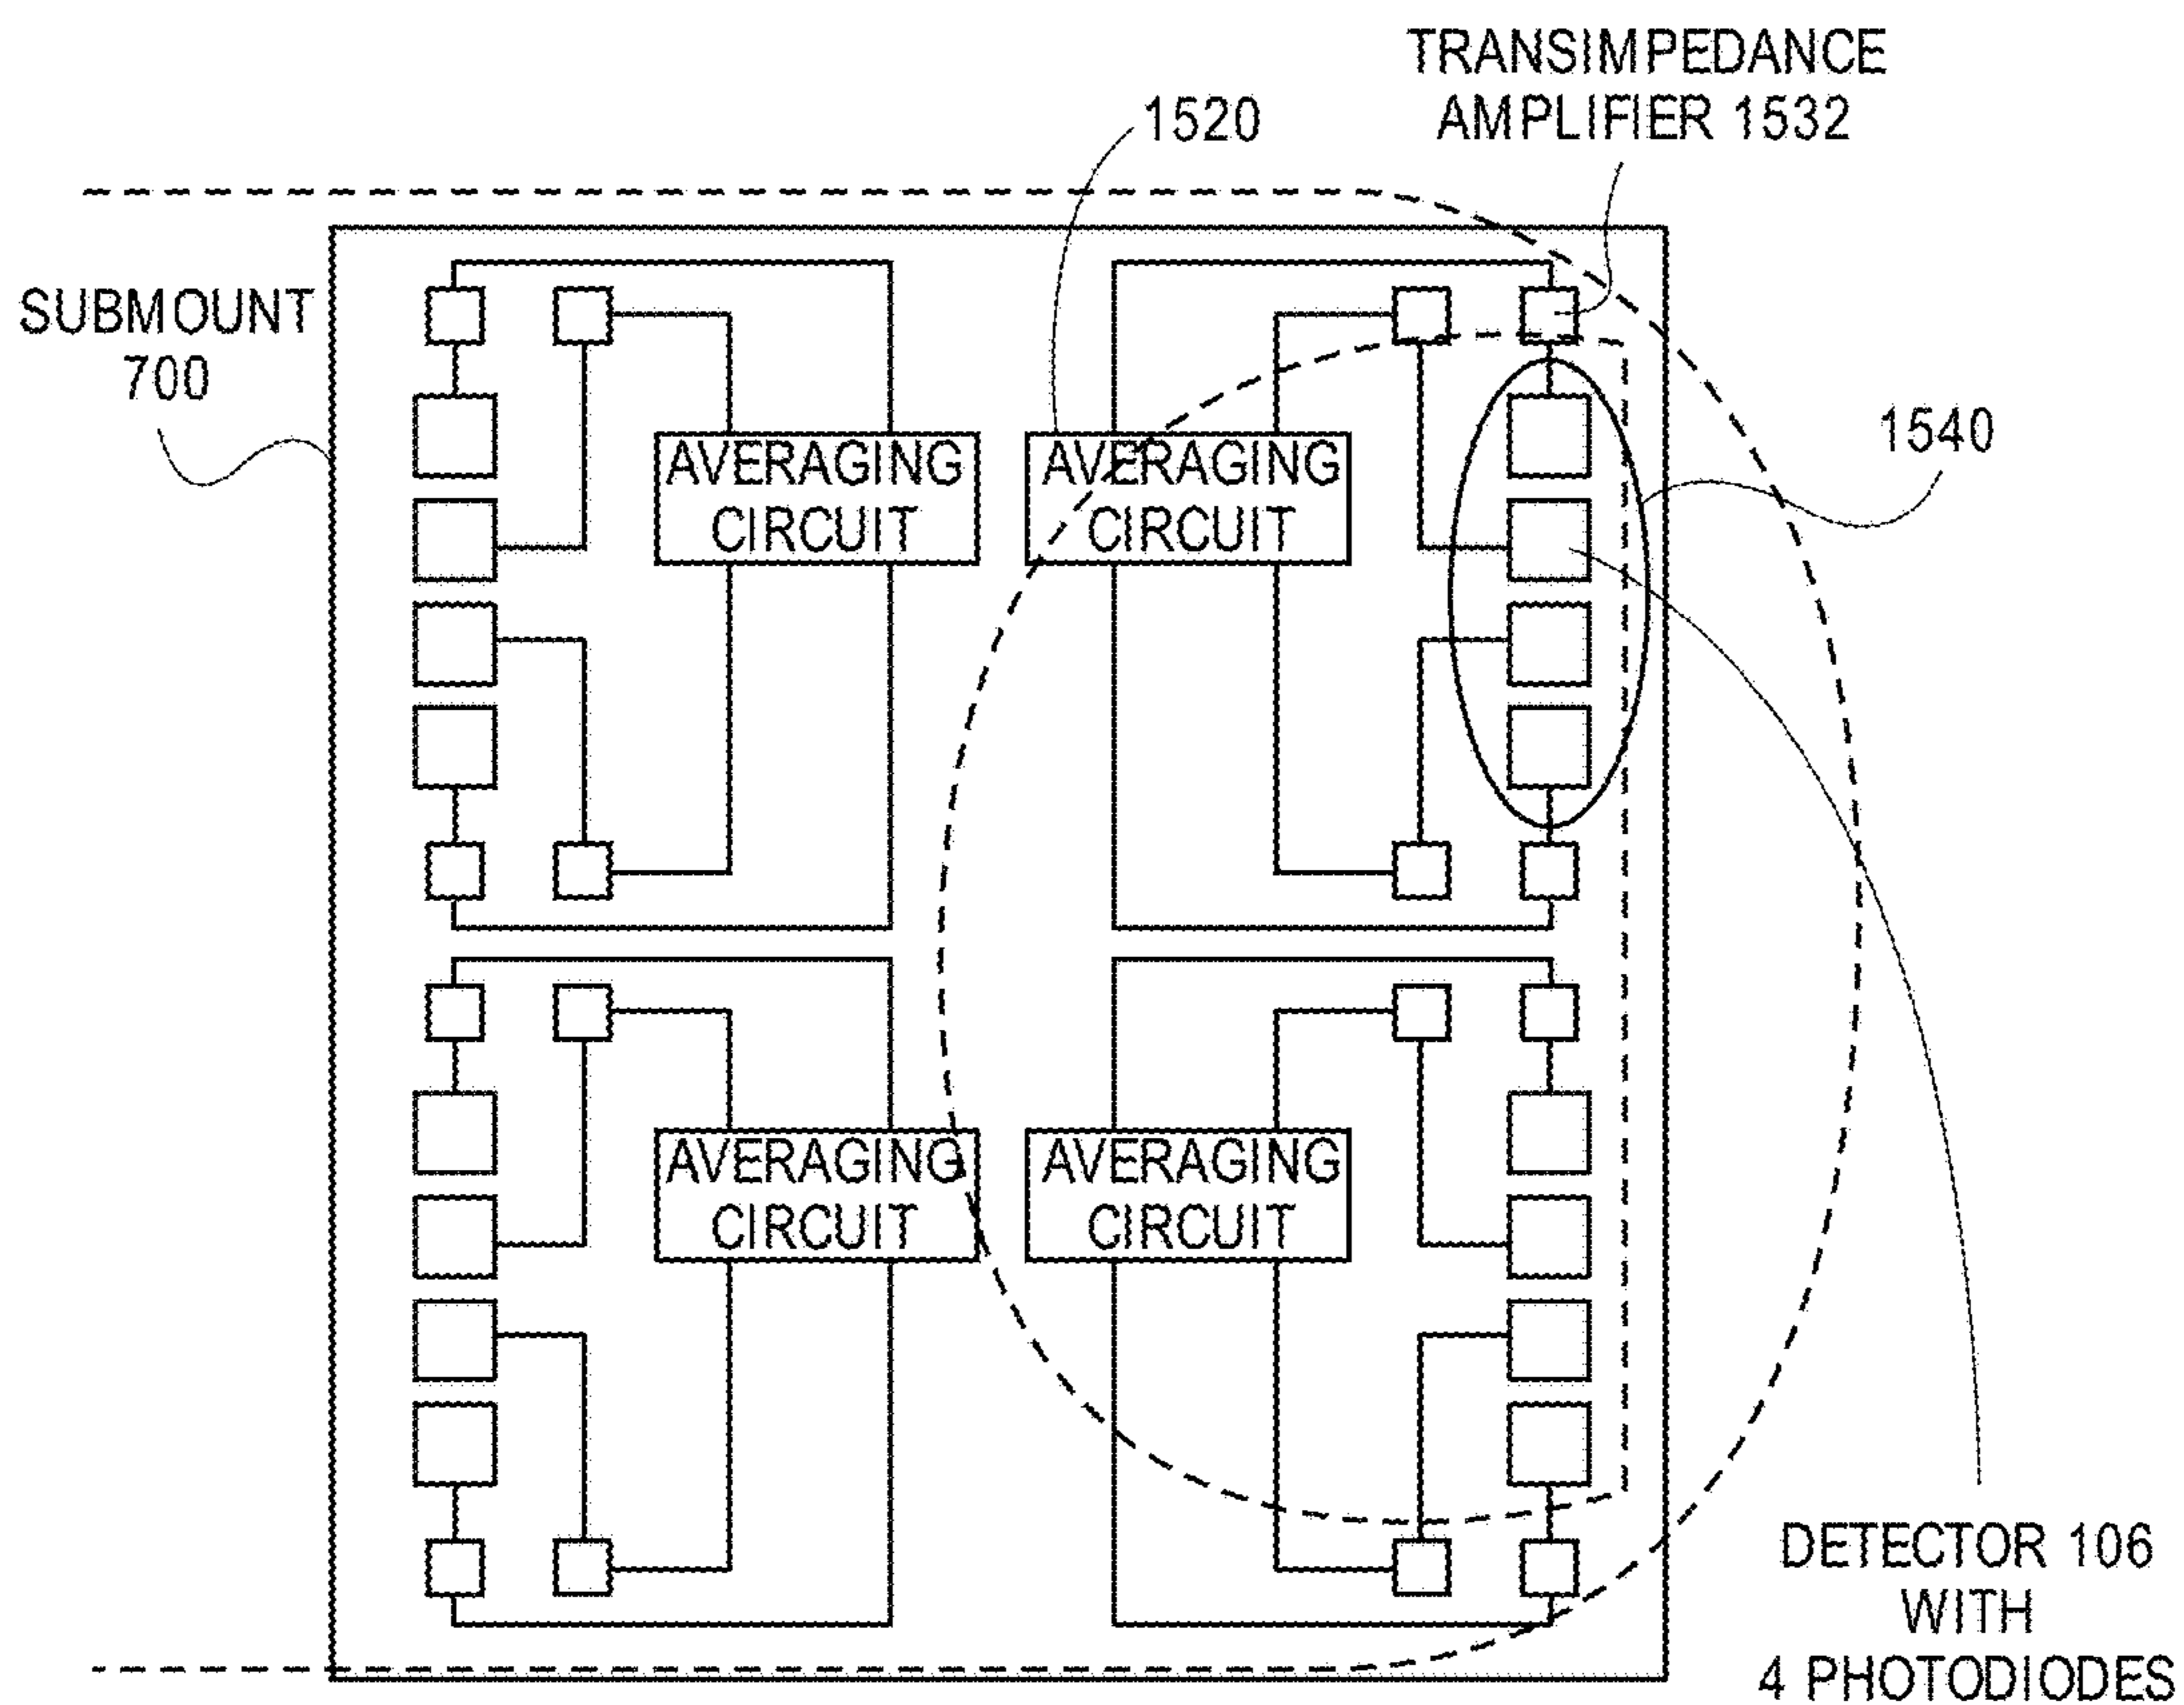 TRANSIMPEDANCE
AMPLIFIER 1532
1520
SUBMOUNT
700
1540
AVERAGING
CIRCUIT
AVERAGING
CIRCUIT
AVERAGING
CIRCUIT
AVERAGING
CIRCUIT
DETECTOR 106
WITH
4 PHOTODIODES